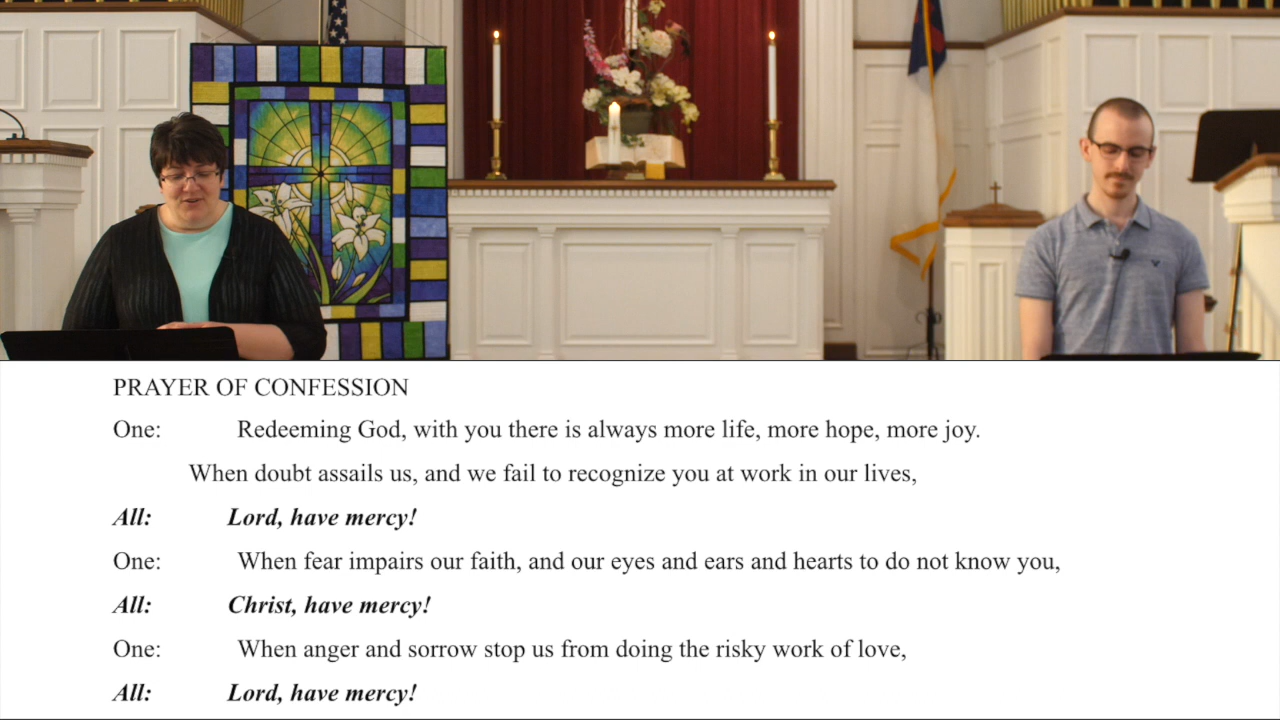 PRAYER OF CONFESSION
One: Redeeming God, with you there is always more life, more hope, more joy.
When doubt assails us, and we fail to recognize you at work in our lives,
All: Lord, have mercy!
One: When fear impairs our faith, and our eyes and ears and hearts to do not know you,
All: Christ, have mercy!
One: When anger and sorrow stop us from doing the risky work of love,
All: Lord, have mercy!